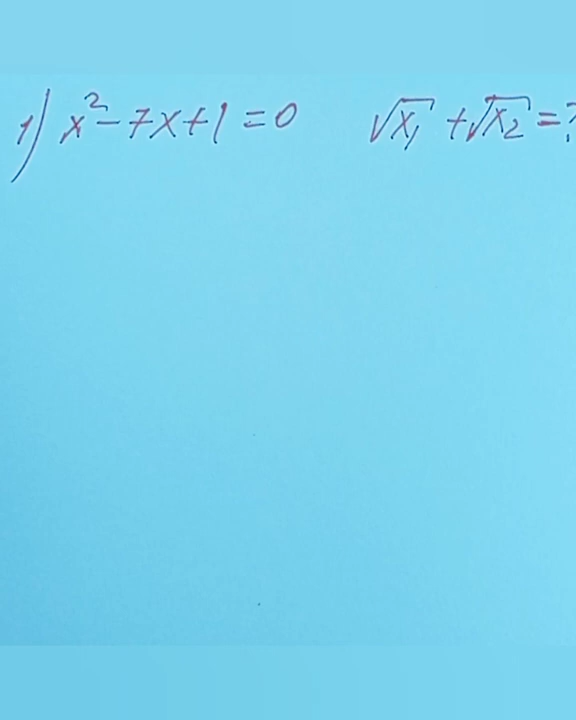 1) x² - 7x + 1 = 0 √x₁ + √x₂ = ?